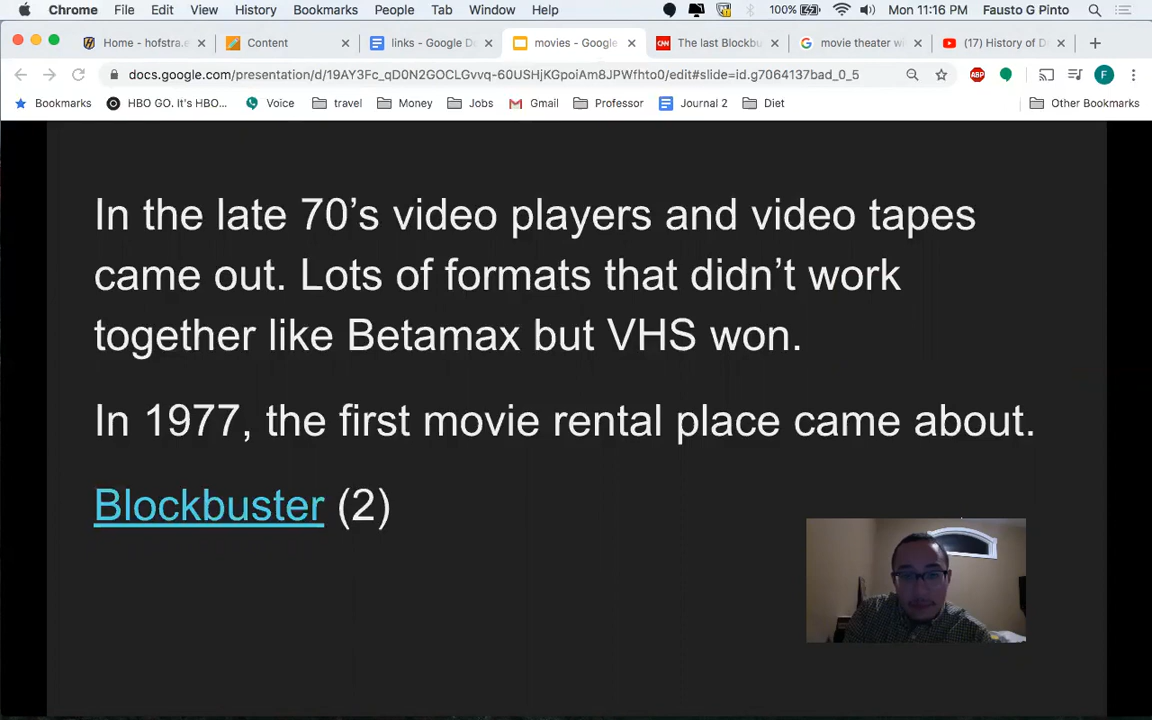 Chrome File Edit View History Bookmarks People Tab Window Help 100% Mon 11:16 PM Fausto G Pinto
Home - hofstra.e Content links - Google D movies - Google CNN The last Blockbu movie theater wi (17) History of D
docs.google.com/presentation/d/19AY3Fc_qD0N2GOCLGvvq-60USHjKGpoiAm8JPWfhto0/edit#slide=id.g7064137bad_0_5 ABP F
Bookmarks HBO GO. It's HBO... Voice travel Money Jobs Gmail Professor Journal 2 Diet Other Bookmarks
In the late 70's video players and video tapes
came out. Lots of formats that didn't work
together like Betamax but VHS won.
In 1977, the first movie rental place came about.
Blockbuster (2)